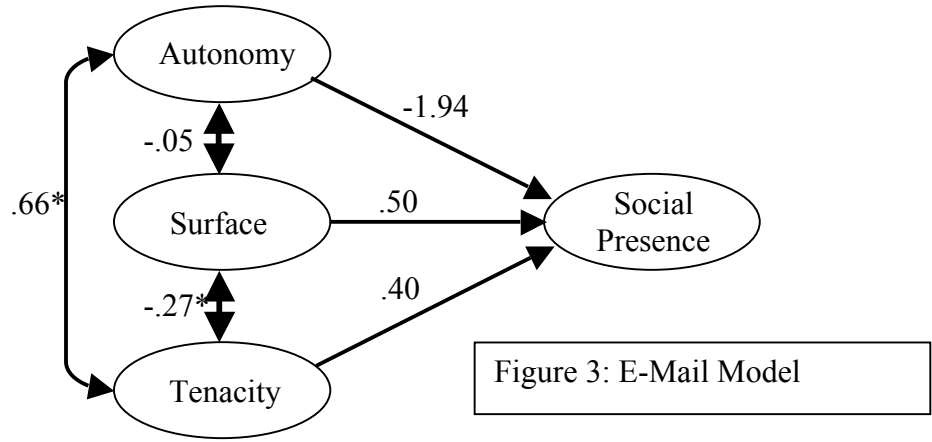 Autonomy
-1.94
-.05
.66*
Surface
.50
Social
Presence
-.27*
.40
Tenacity
Figure 3: E-Mail Model